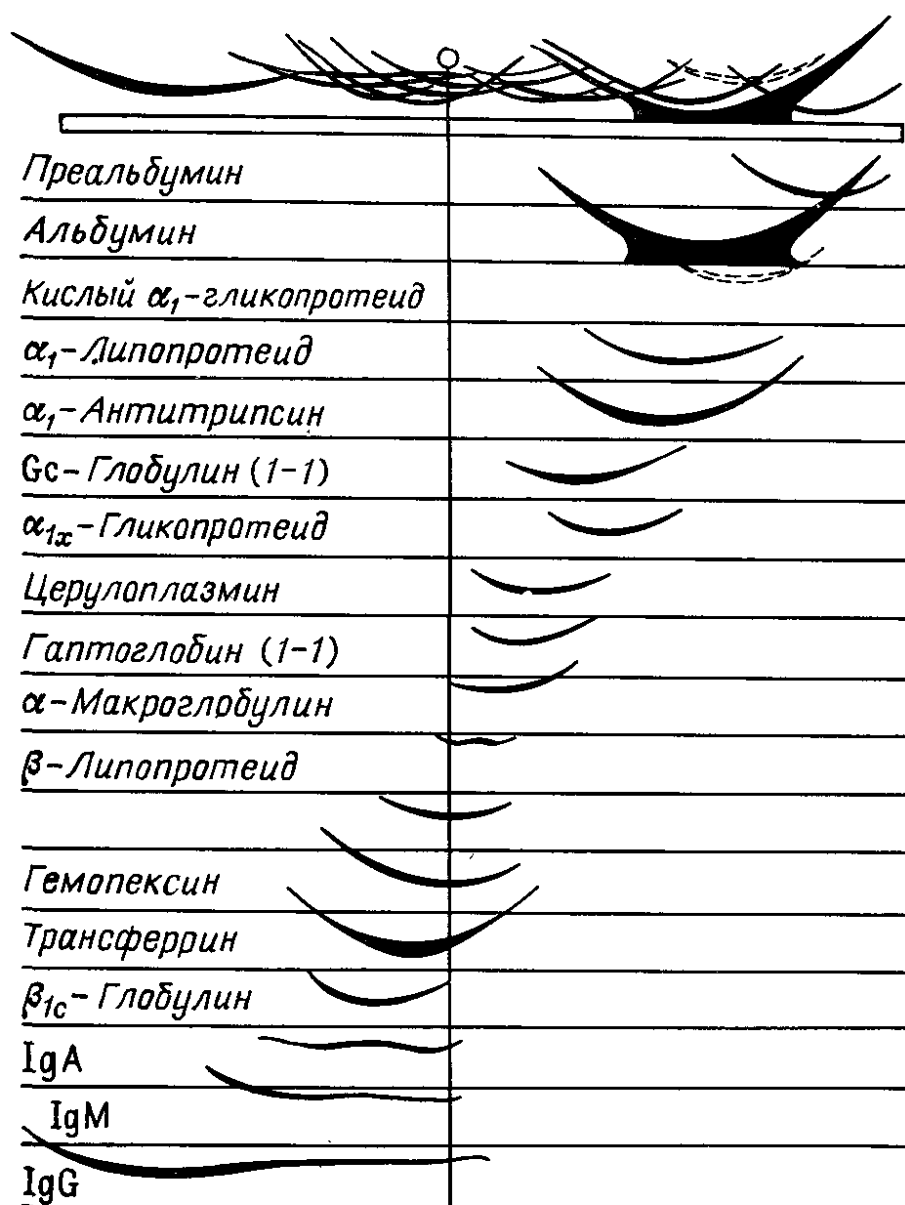 Преальбумин
Альбумин
Кислый α₁-гликопротеид
α₁-Липопротеид
α₁-Антитрипсин
Gc-Глобулин (1-1)
α₁ₓ-Гликопротеид
Церулоплазмин
Гаптоглобин (1-1)
α-Макроглобулин
β-Липопротеид
Гемопексин
Трансферрин
β₁c-Глобулин
IgA
IgM
IgG